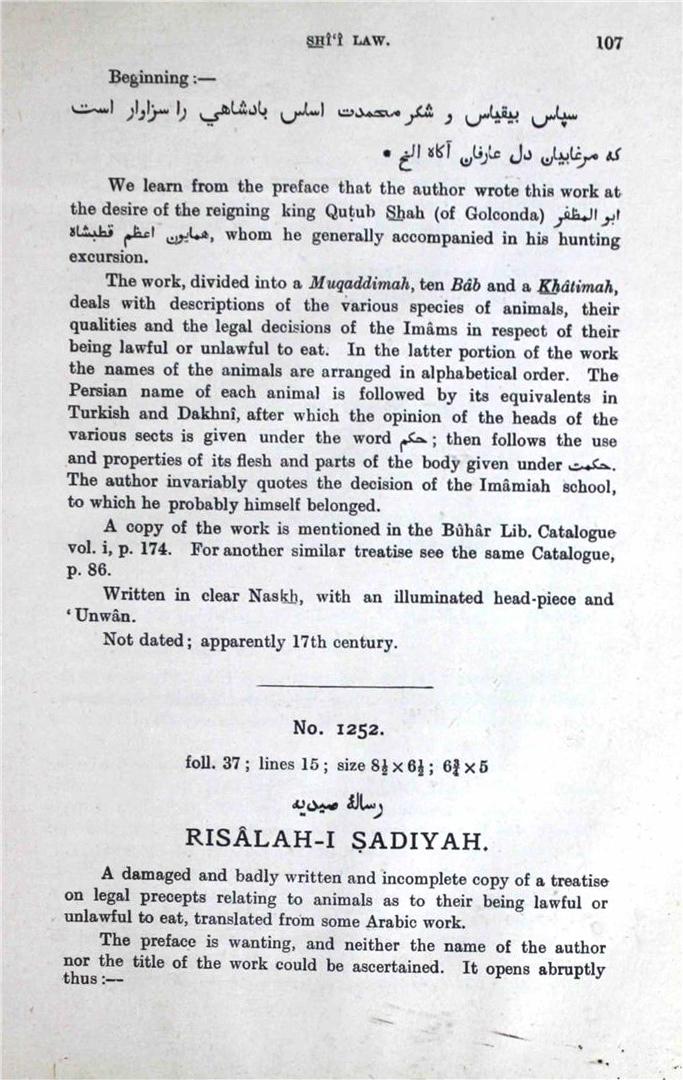 SHÎ‘Î LAW. 107
Beginning :—
سپاس بيقياس و شكر محمدت اساس بادشاهي را سزاوار است
كه مرغابيان دل عارفان آكاه الخ •
We learn from the preface that the author wrote this work at
the desire of the reigning king Quṭub Shah (of Golconda) ابو المظفر
همايون اعظم قطبشاه, whom he generally accompanied in his hunting
excursion.
The work, divided into a Muqaddimah, ten Bâb and a Khâtimah,
deals with descriptions of the various species of animals, their
qualities and the legal decisions of the Imâms in respect of their
being lawful or unlawful to eat. In the latter portion of the work
the names of the animals are arranged in alphabetical order. The
Persian name of each animal is followed by its equivalents in
Turkish and Dakhnî, after which the opinion of the heads of the
various sects is given under the word حكم; then follows the use
and properties of its flesh and parts of the body given under حكمت.
The author invariably quotes the decision of the Imâmiah school,
to which he probably himself belonged.
A copy of the work is mentioned in the Bûhâr Lib. Catalogue
vol. i, p. 174. For another similar treatise see the same Catalogue,
p. 86.
Written in clear Naskh, with an illuminated head-piece and
‘Unwân.
Not dated; apparently 17th century.
No. 1252.
foll. 37; lines 15; size 8½ × 6½; 6¾ × 5
رسالهٔ صيديه
RISÂLAH-I ṢADIYAH.
A damaged and badly written and incomplete copy of a treatise
on legal precepts relating to animals as to their being lawful or
unlawful to eat, translated from some Arabic work.
The preface is wanting, and neither the name of the author
nor the title of the work could be ascertained. It opens abruptly
thus :—